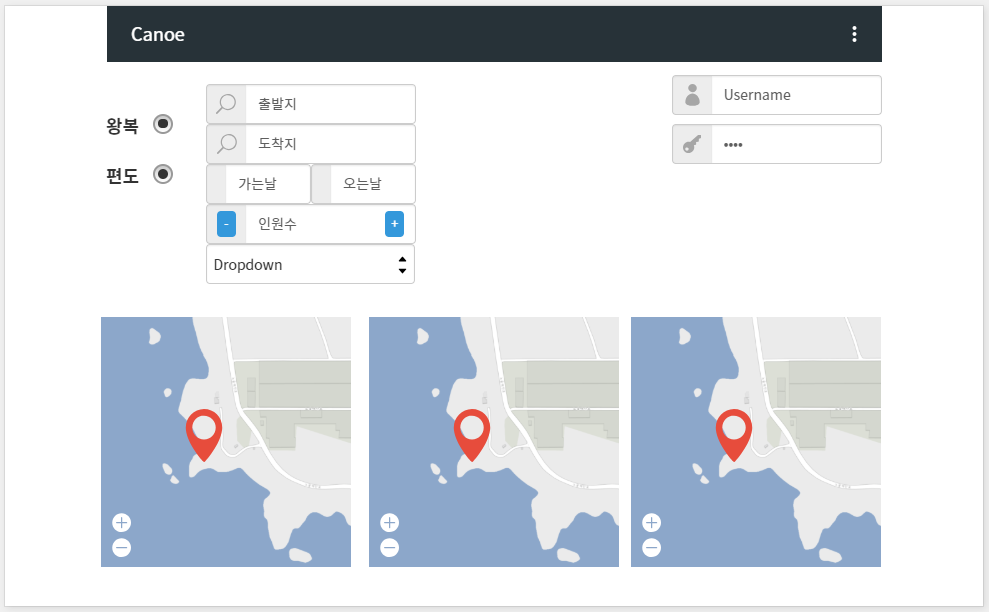 Canoe
출발지
Username
왕복
도착지
••••
편도
가는날
오는날
-
인원수
+
Dropdown